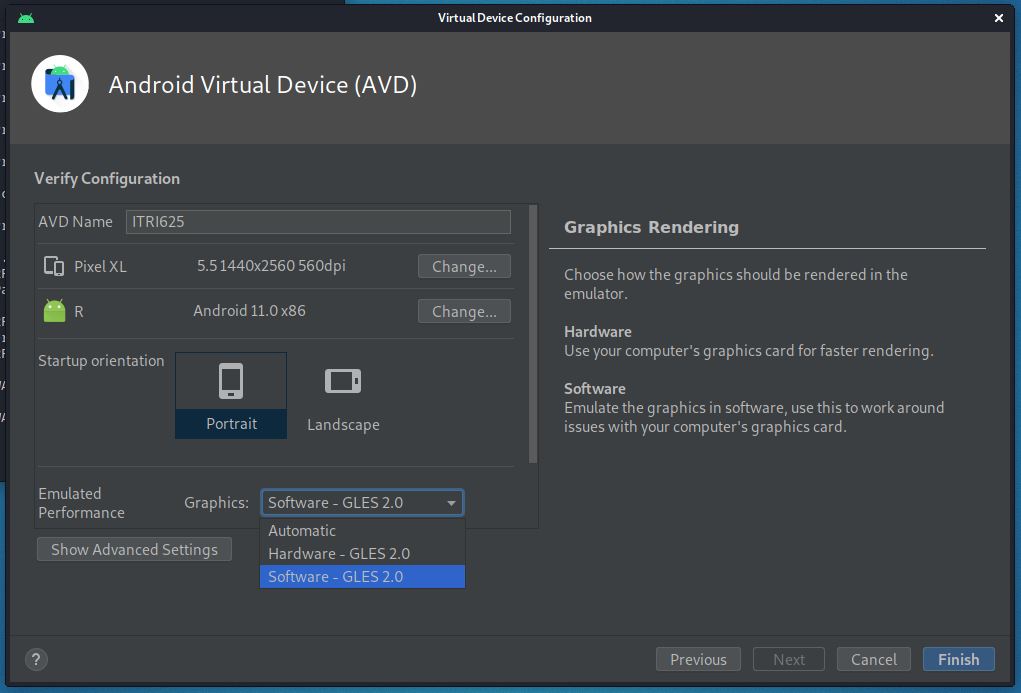 Virtual Device Configuration
Android Virtual Device (AVD)
Verify Configuration
AVD Name ITRI625
Pixel XL 5.5 1440x2560 560dpi Change...
R Android 11.0 x86 Change...
Startup orientation
Portrait
Landscape
Emulated
Performance
Graphics: Software - GLES 2.0
Automatic
Hardware - GLES 2.0
Software - GLES 2.0
Show Advanced Settings
Graphics Rendering
Choose how the graphics should be rendered in the
emulator.
Hardware
Use your computer's graphics card for faster rendering.
Software
Emulate the graphics in software, use this to work around
issues with your computer's graphics card.
?
Previous Next Cancel Finish